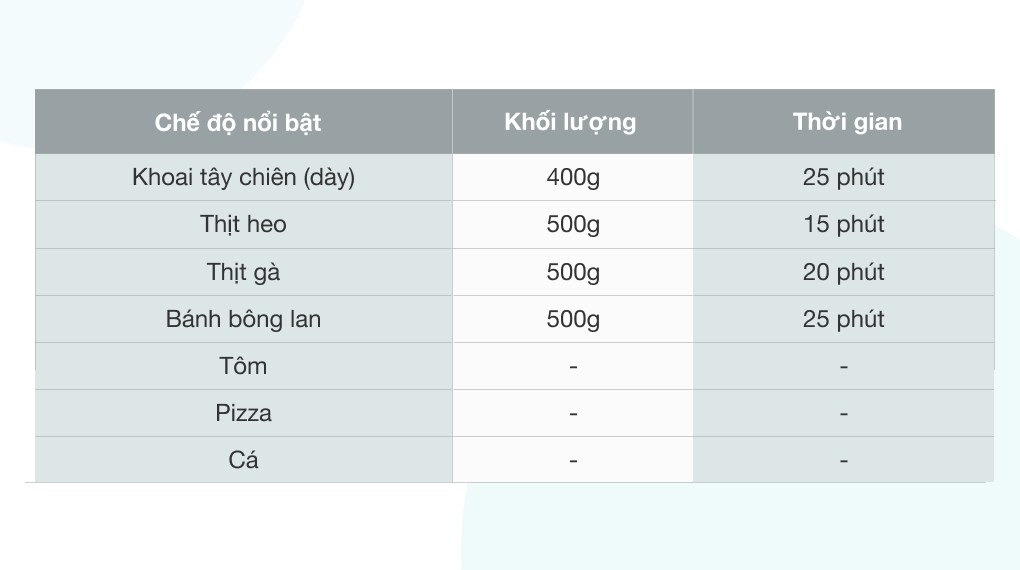 Chế độ nổi bật Khối lượng Thời gian
Khoai tây chiên (dày) 400g 25 phút
Thịt heo 500g 15 phút
Thịt gà 500g 20 phút
Bánh bông lan 500g 25 phút
Tôm - -
Pizza - -
Cá - -